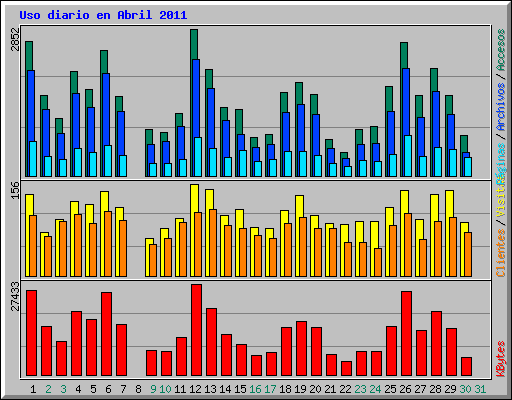 Uso diario en Abril 2011
2852
156
27433
Clientes / visitas
Páginas / Archivos / Accesos
KBytes
1 2 3 4 5 6 7 8 9 10 11 12 13 14 15 16 17 18 19 20 21 22 23 24 25 26 27 28 29 30 31